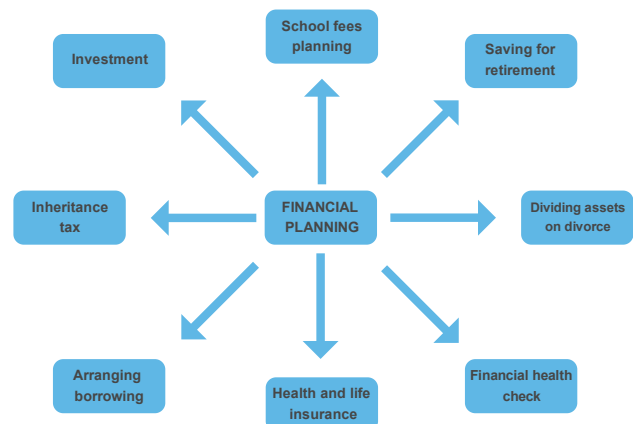 School fees
planning
Investment
Saving for
retirement
Inheritance
tax
FINANCIAL
PLANNING
Dividing assets
on divorce
Arranging
borrowing
Health and life
insurance
Financial health
check